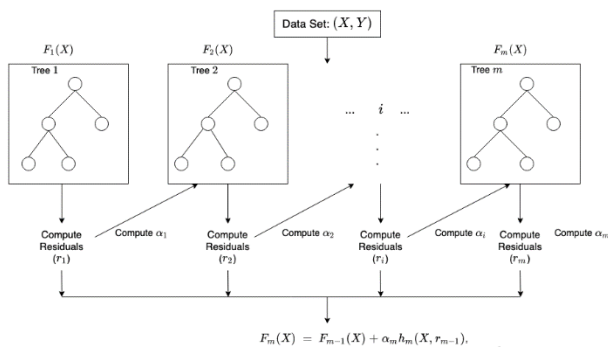 Data Set: (X, Y)
F₁(X)
F₂(X)
Fₘ(X)
Tree 1
Tree 2
... i ...
Tree m
Compute
Residuals
(r₁)
Compute α₁
Compute
Residuals
(r₂)
Compute α₂
Compute
Residuals
(rᵢ)
Compute αᵢ
Compute
Residuals
(rₘ)
Compute αₘ
Fₘ(X) = Fₘ₋₁(X) + αₘhₘ(X, rₘ₋₁),